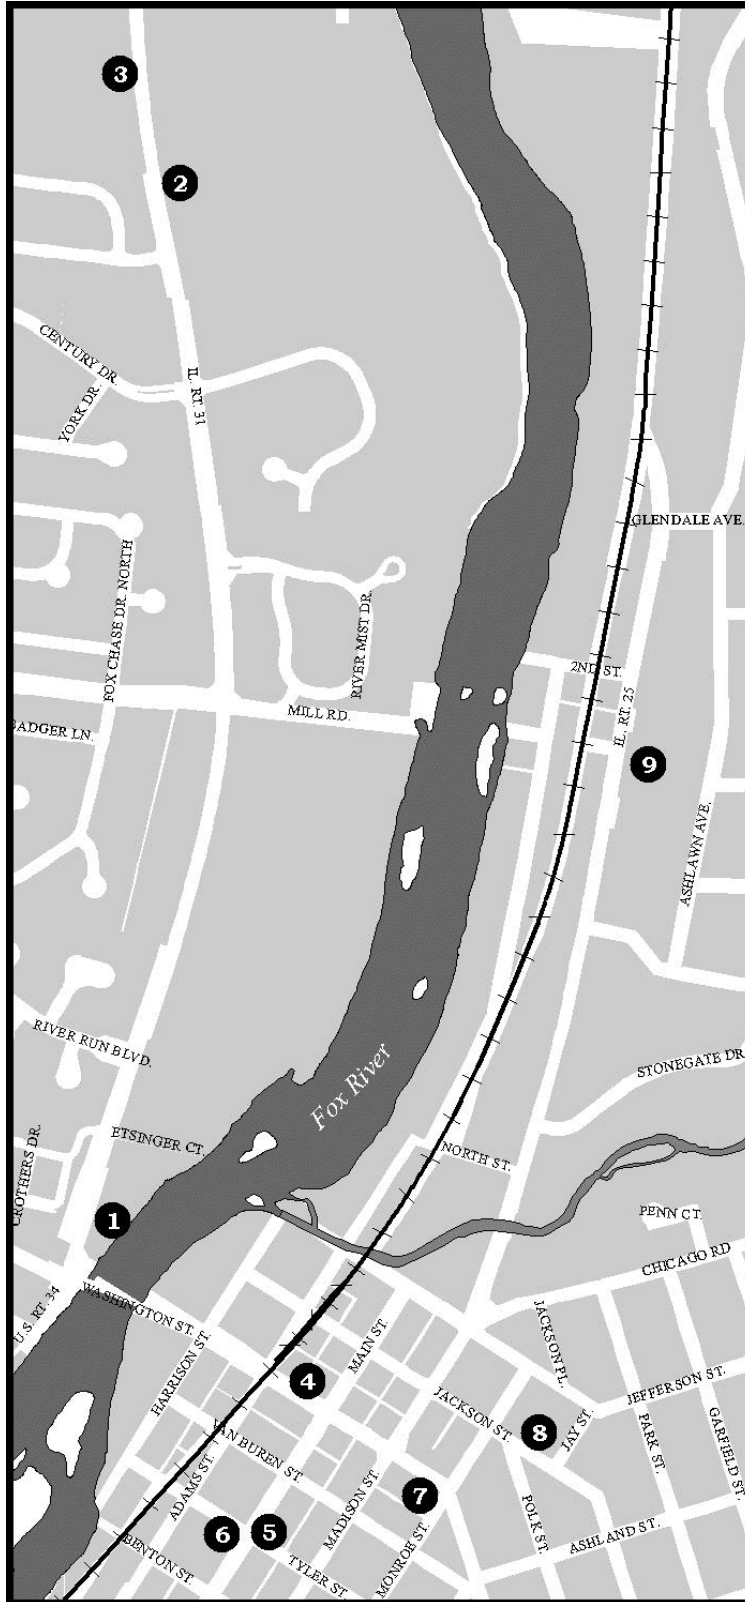 3
2
CENTURY DR.
YORK DR.
IL. RT. 31
GLENDALE AVE.
FOX CHASE DR. NORTH
RIVER MIST DR.
2ND ST.
IL. RT. 25
MILL RD.
BADGER LN.
9
ASHLAWN AVE.
RIVER RUN BLVD.
Fox River
STONEGATE DR
ETSINGER CT.
CROTHERS DR.
NORTH ST.
1
PENN CT.
CHICAGO RD
U.S. RT. 34
WASHINGTON ST.
HARRISON ST.
MAIN ST.
JACKSON PL.
4
JEFFERSON ST.
JACKSON ST.
8
JAY ST.
PARK ST.
GARFIELD ST.
VAN BUREN ST.
ADAMS ST.
MADISON ST.
7
6
5
POLK ST.
ASHLAND ST.
BENTON ST.
TYLER ST.
MONROE ST.